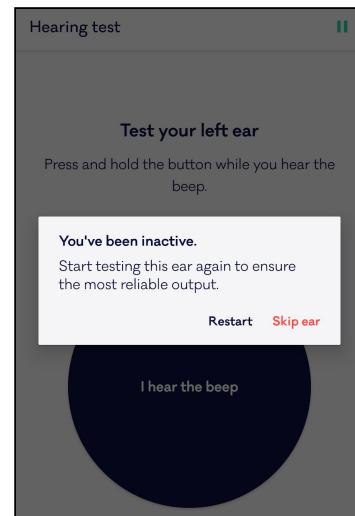 Hearing test
Test your left ear
Press and hold the button while you hear the
beep.
You've been inactive.
Start testing this ear again to ensure
the most reliable output.
Restart Skip ear
I hear the beep